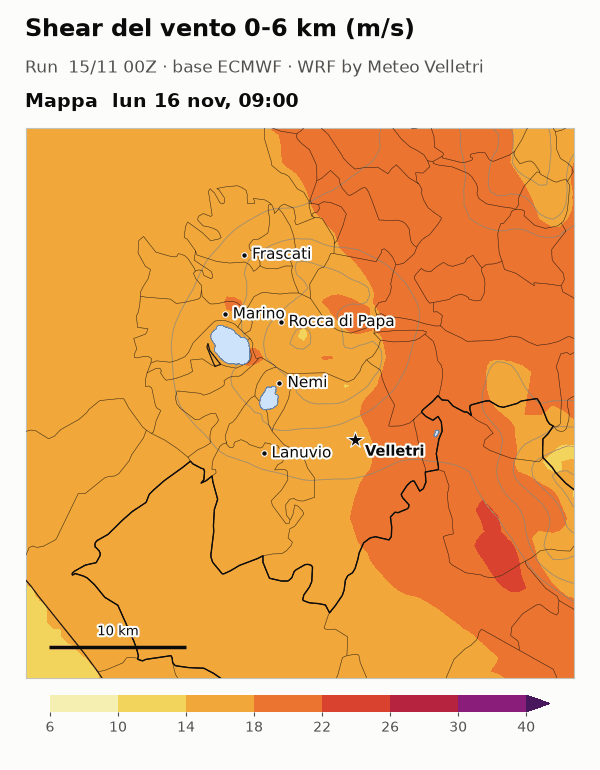 Shear del vento 0-6 km (m/s)
Run  15/11 00Z · base ECMWF · WRF by Meteo Velletri
Mappa  lun 16 nov, 09:00
Frascati
Marino
Rocca di Papa
Nemi
Velletri
Lanuvio
10 km
6 10 14 18 22 26 30 40